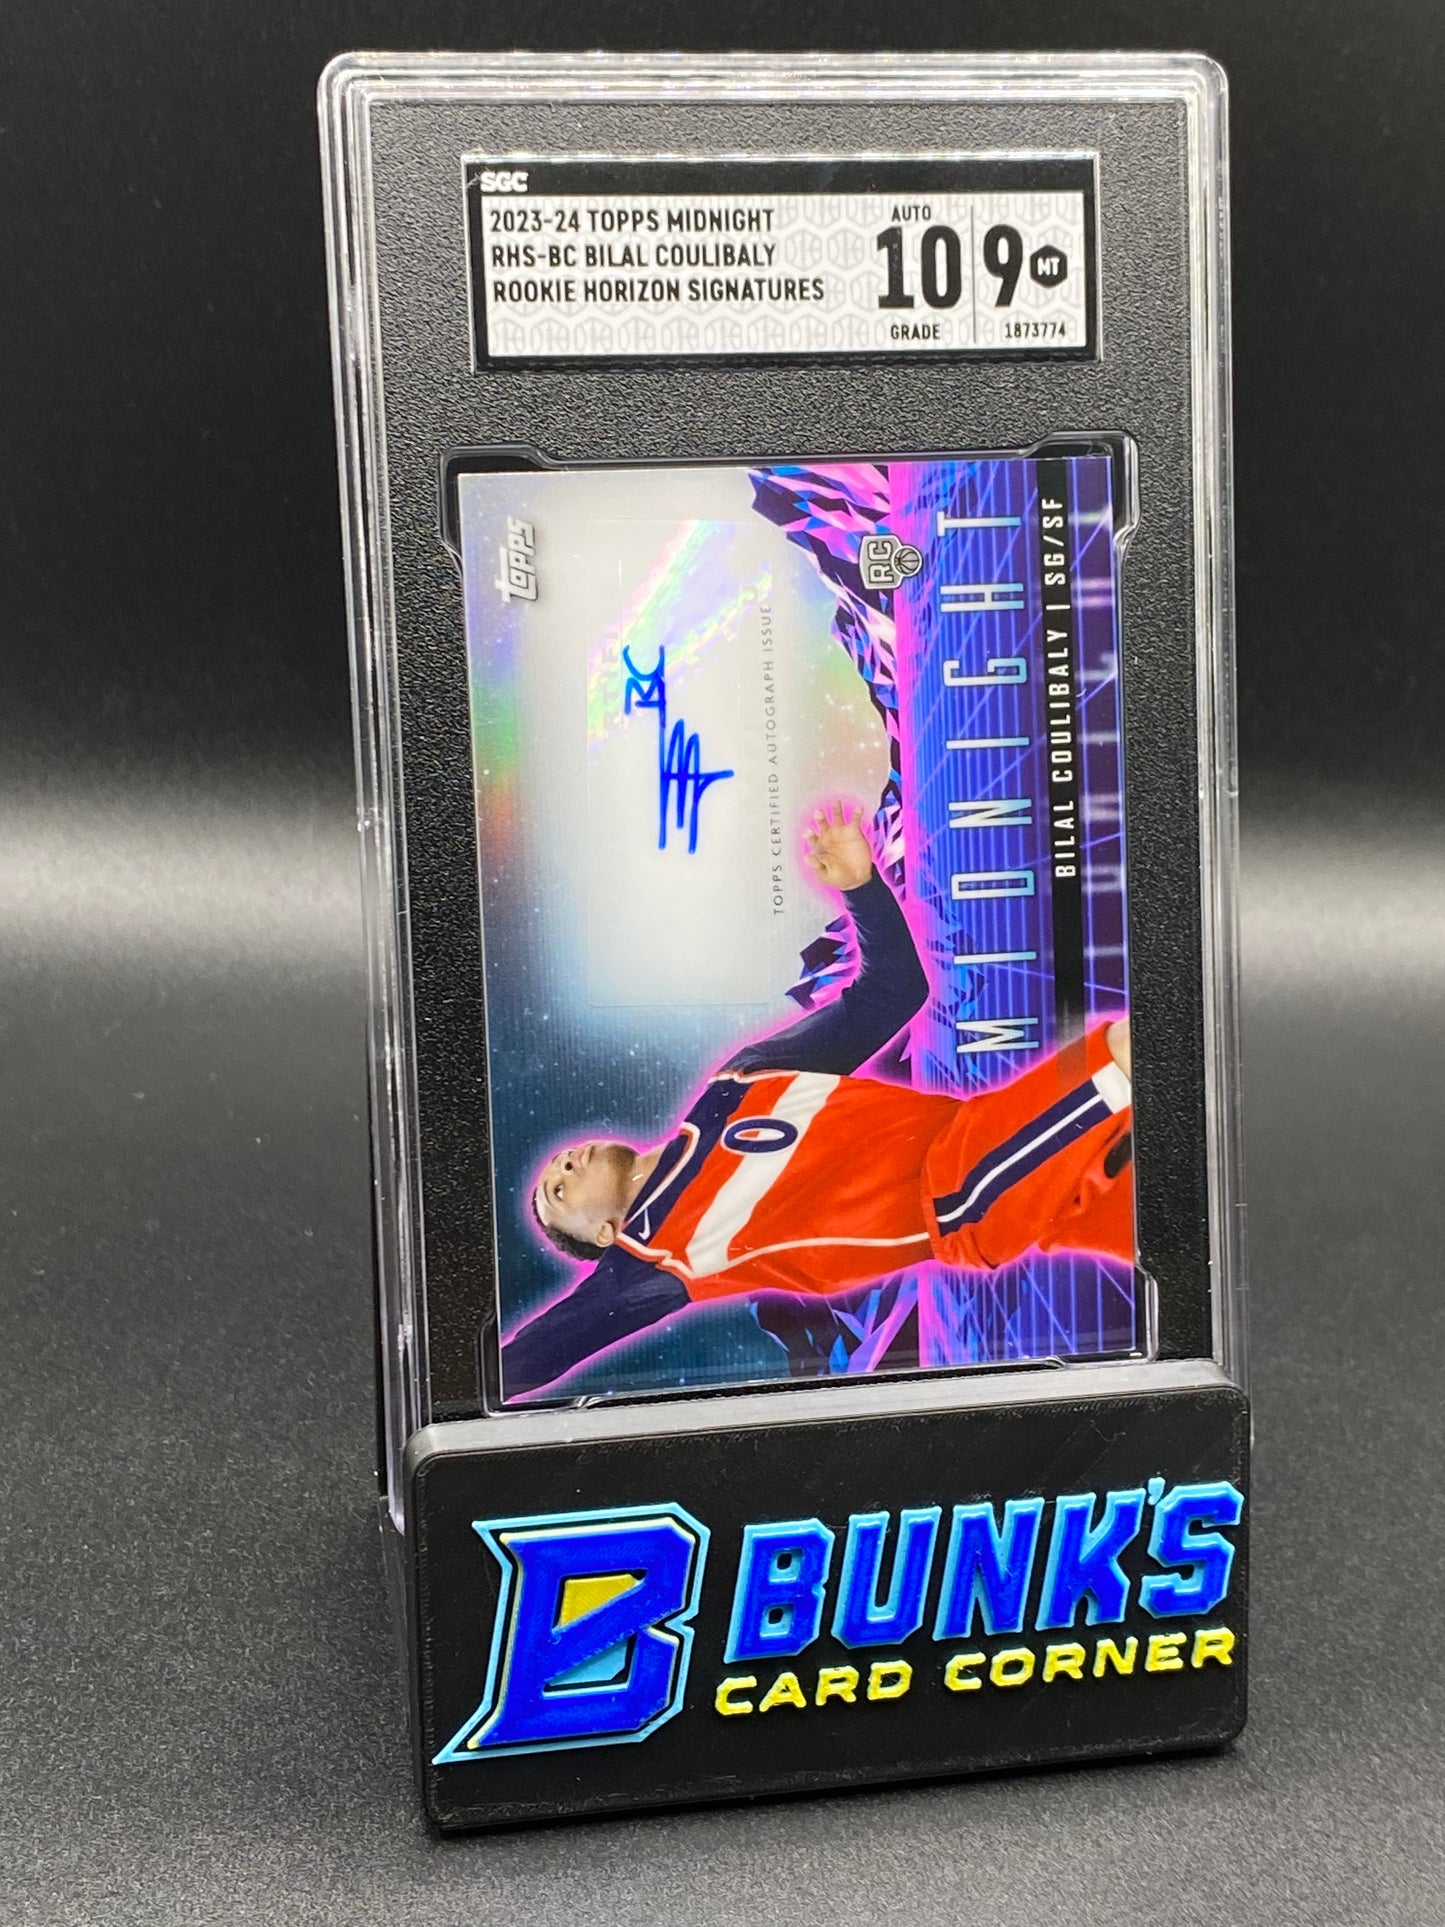 SGC
2023-24 TOPPS MIDNIGHT
RHS-BC BILAL COULIBALY
ROOKIE HORIZON SIGNATURES
AUTO
10
GRADE
9 MT
1873774
topps
BC
TOPPS CERTIFIED AUTOGRAPH ISSUE
RC
MIDNIGHT
BILAL COULIBALY | SG/SF
0
B
BUNK'S
CARD CORNER